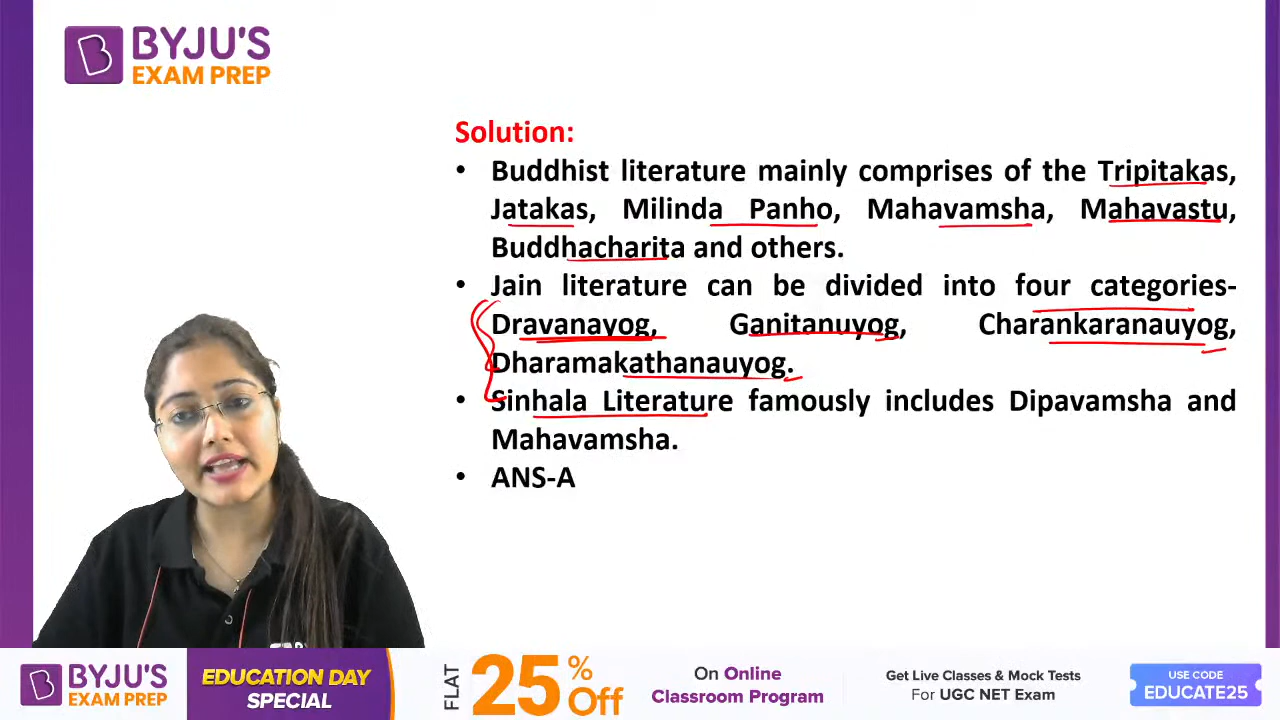 BYJU'S
EXAM PREP
Solution:
• Buddhist literature mainly comprises of the Tripitakas,
Jatakas, Milinda Panho, Mahavamsha, Mahavastu,
Buddhacharita and others.
• Jain literature can be divided into four categories-
Dravanayog, Ganitanuyog, Charankaranauyog,
Dharamakathanauyog.
• Sinhala Literature famously includes Dipavamsha and
Mahavamsha.
• ANS-A
BYJU'S
EXAM PREP
EDUCATION DAY
SPECIAL
FLAT
25% Off
On Online
Classroom Program
Get Live Classes & Mock Tests
For UGC NET Exam
USE CODE
EDUCATE25